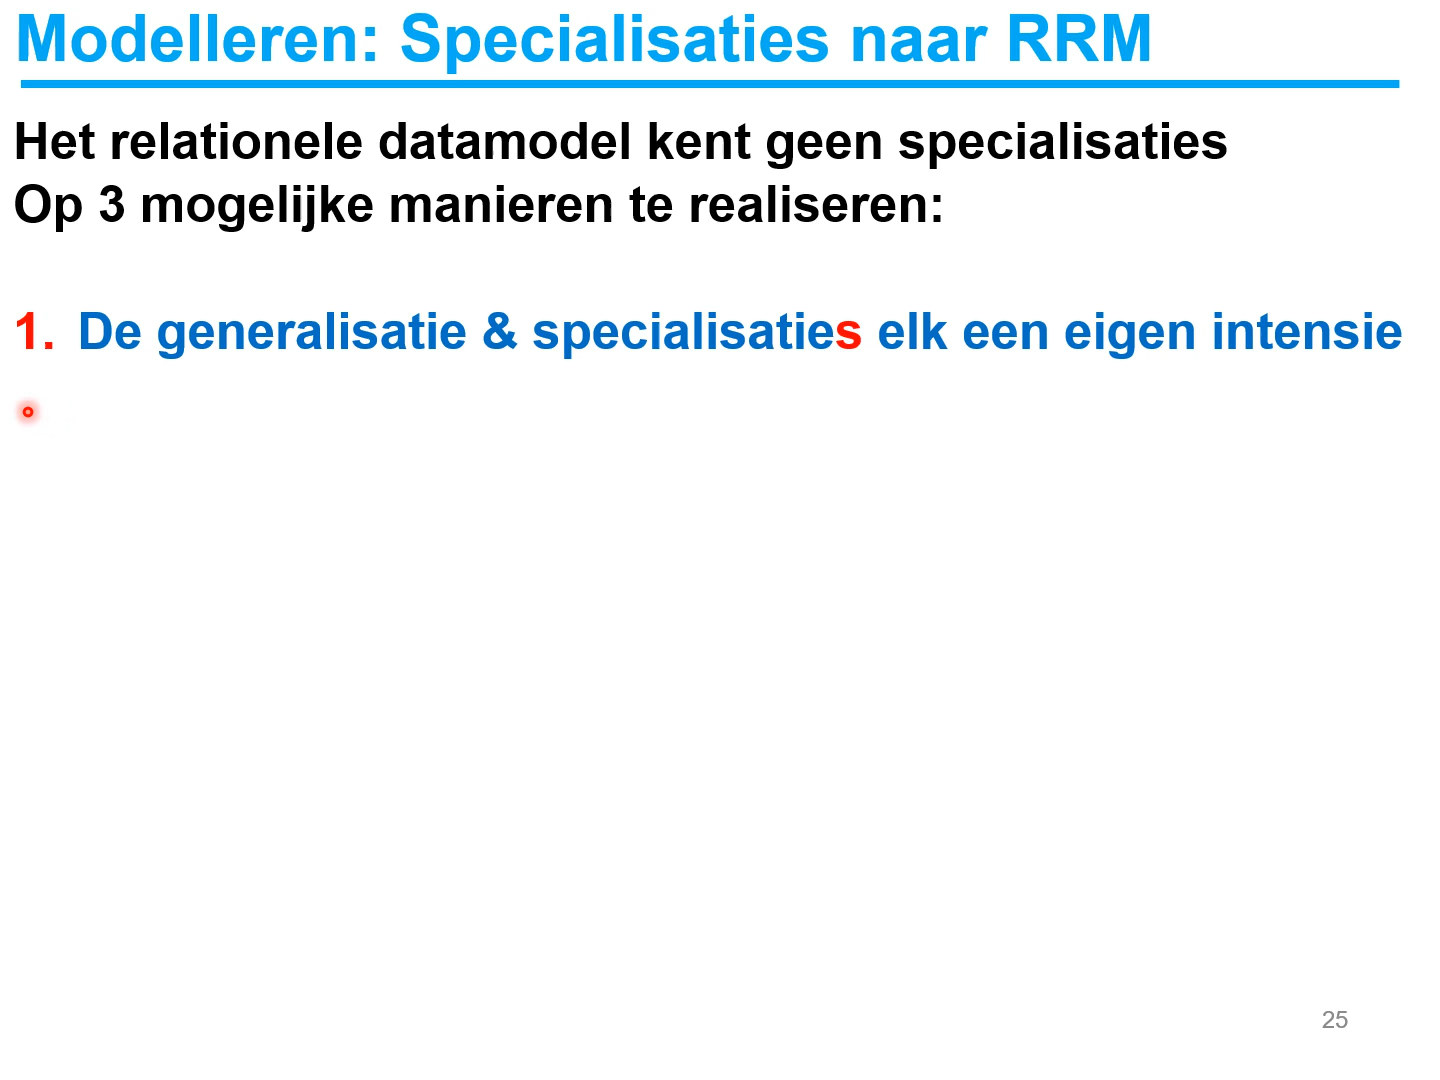 Modelleren: Specialisaties naar RRM
Het relationele datamodel kent geen specialisaties
Op 3 mogelijke manieren te realiseren:
1. De generalisatie & specialisaties elk een eigen intensie
25